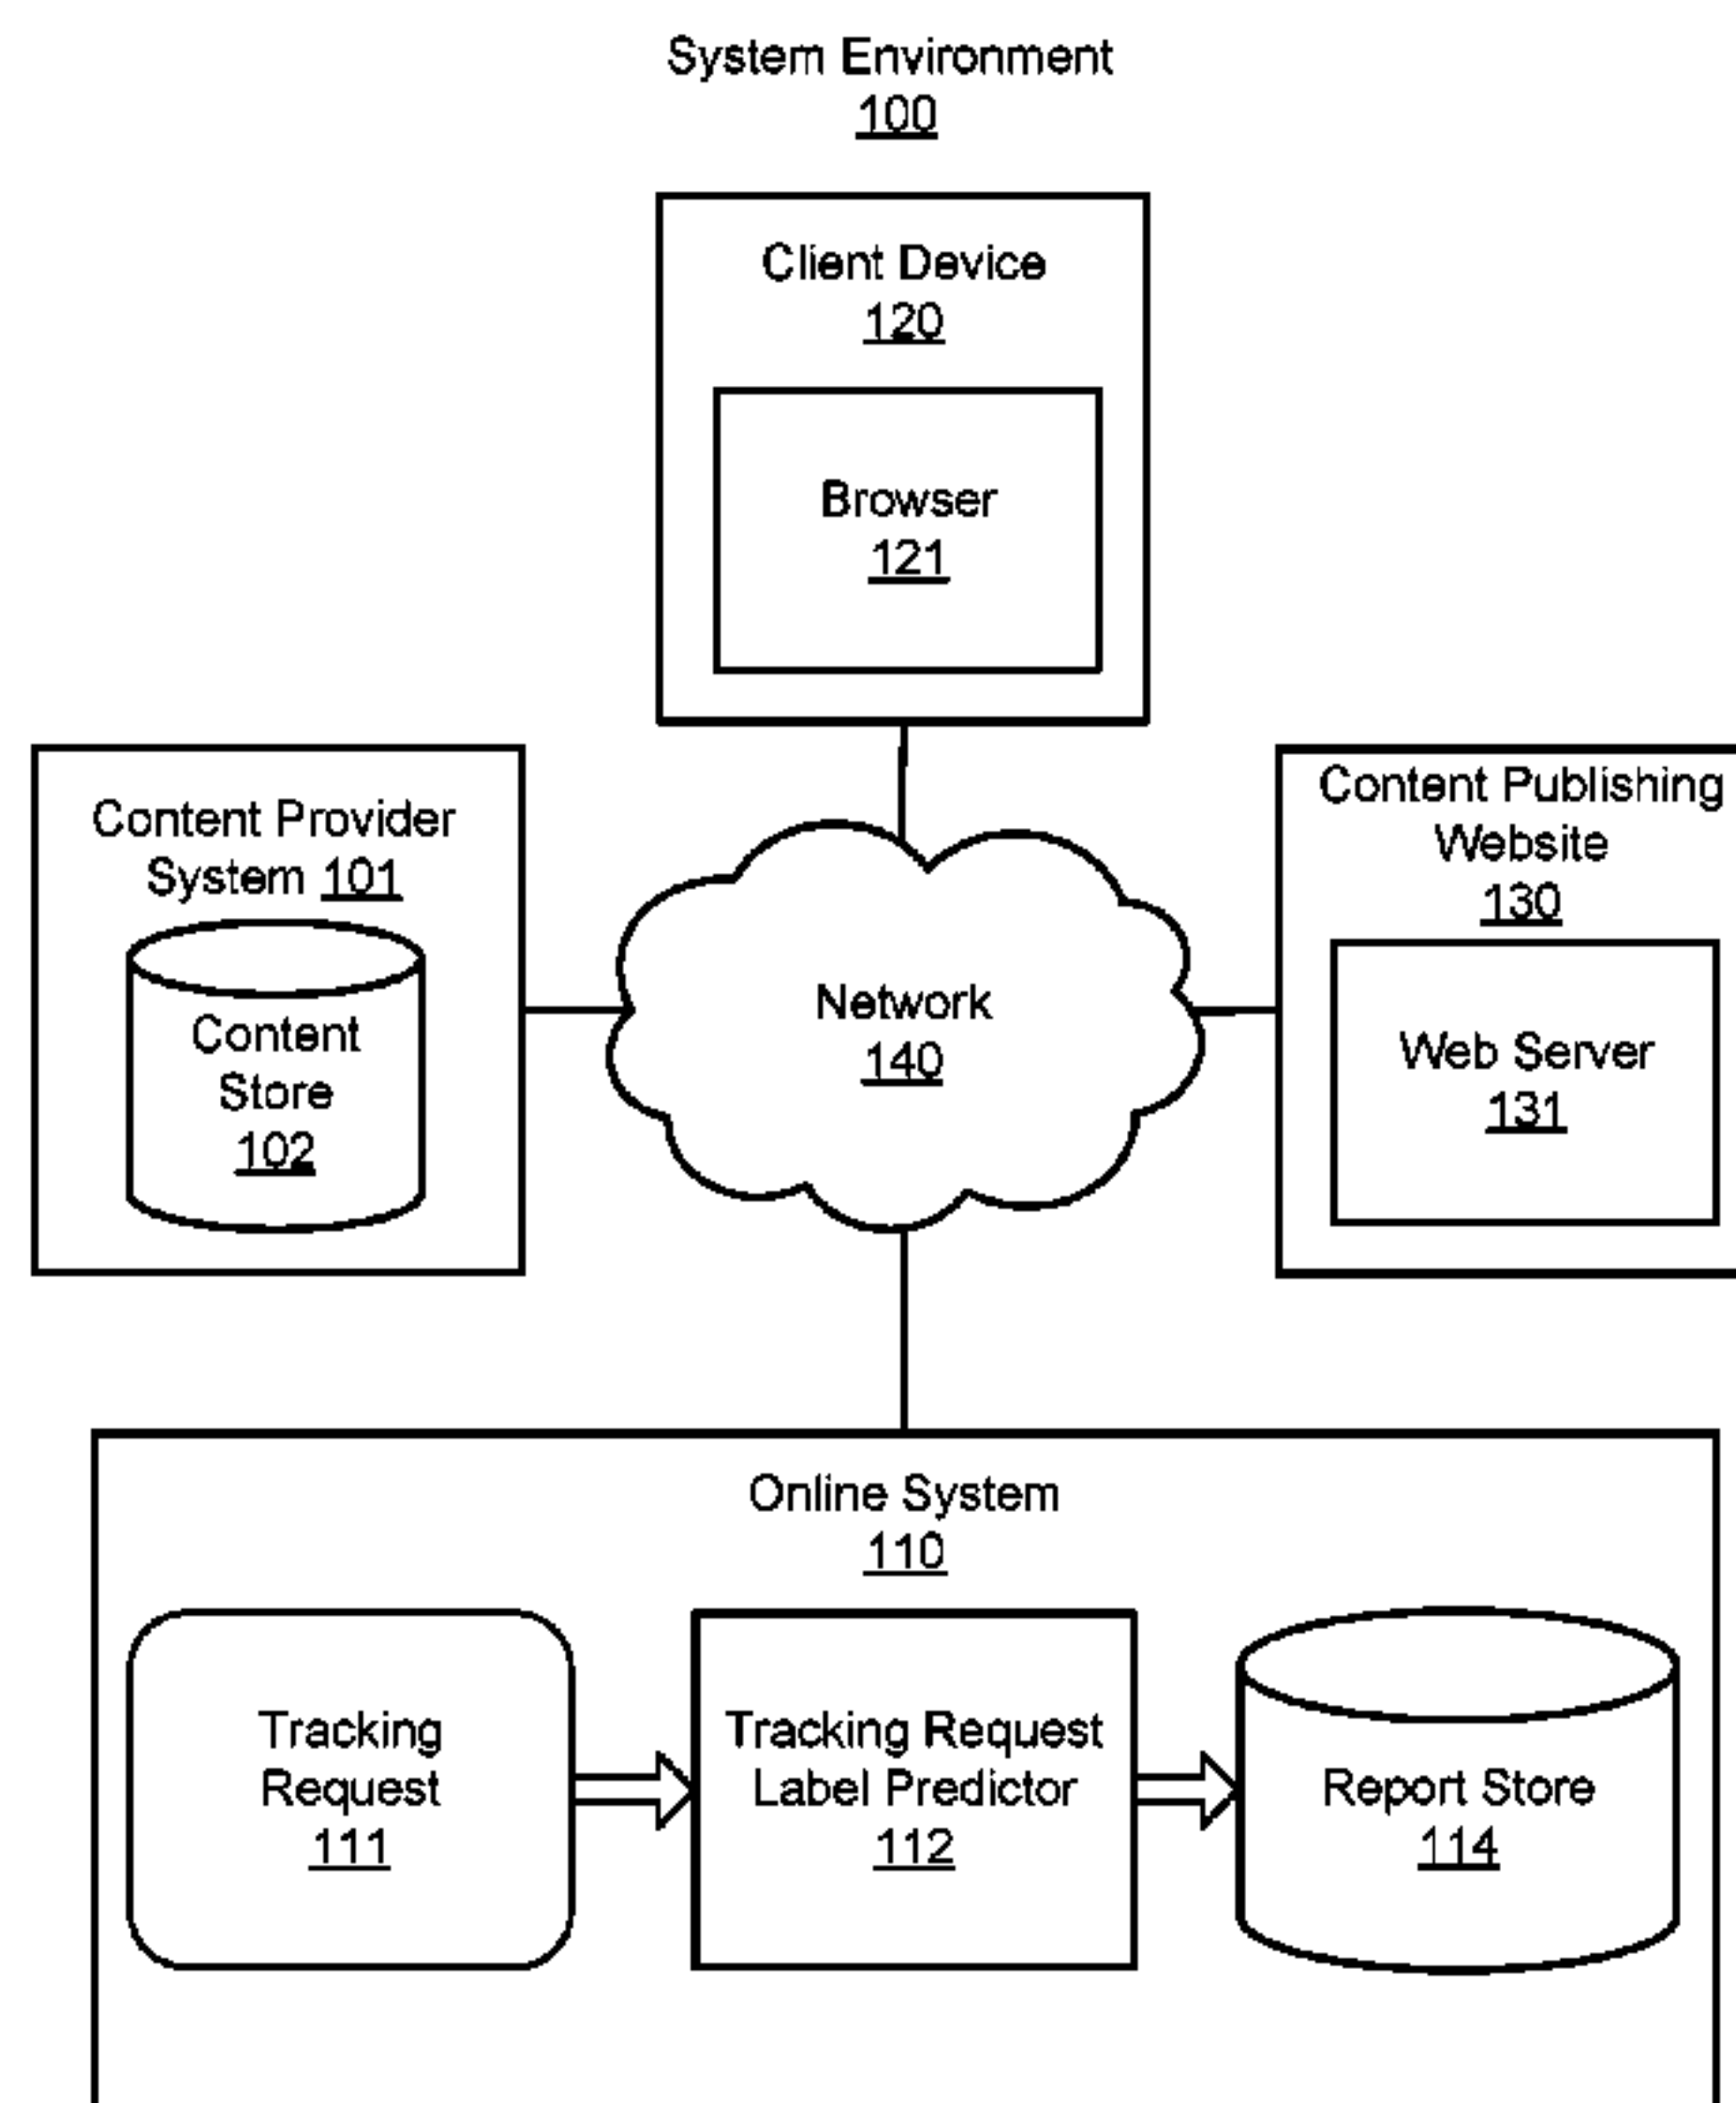 System Environment
100
Client Device
120
Browser
121
Content Provider
System 101
Content
Store
102
Network
140
Content Publishing
Website
130
Web Server
131
Online System
110
Tracking
Request
111
Tracking Request
Label Predictor
112
Report Store
114